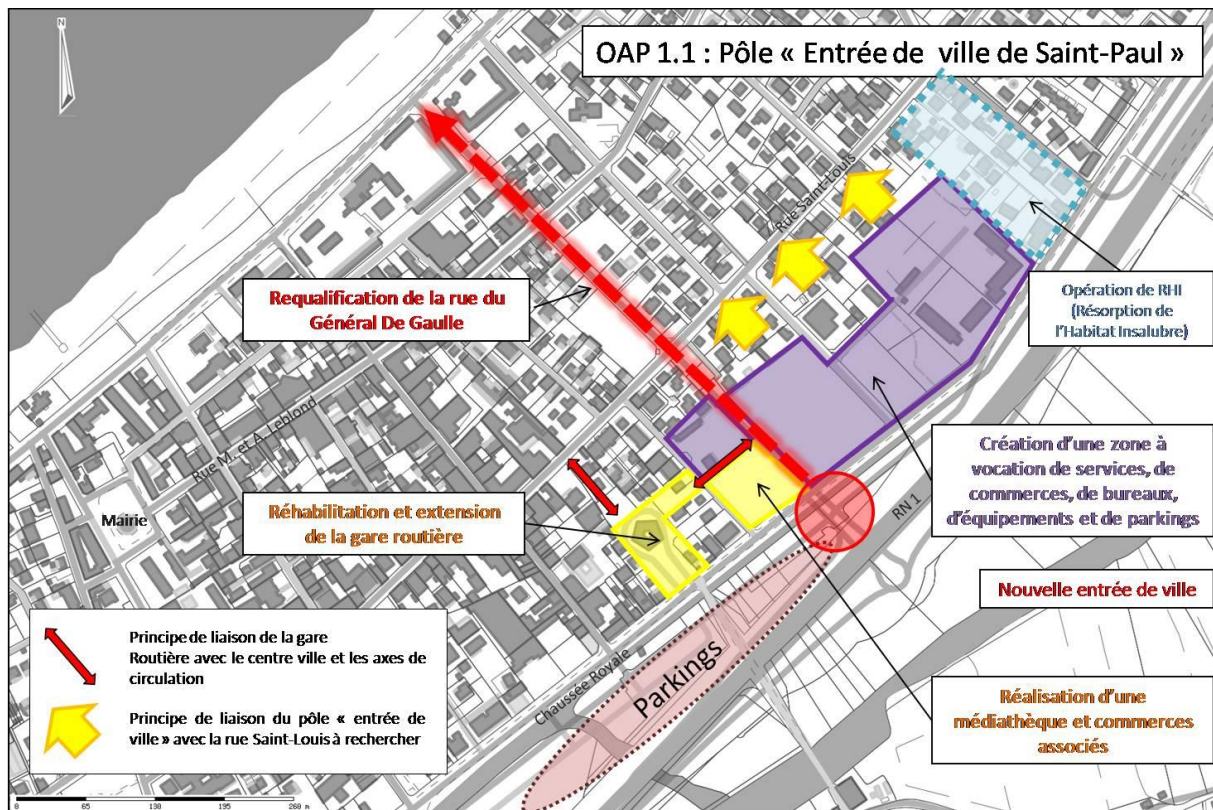 N
OAP 1.1 : Pôle « Entrée de ville de Saint-Paul »
Rue Saint-Louis
Requalification de la rue du
Général De Gaulle
Opération de RHI
(Résorption de
l'Habitat Insalubre)
Rue M. et A. Leblond
Mairie
Création d'une zone à
vocation de services, de
commerces, de bureaux,
d'équipements et de parkings
Réhabilitation et extension
de la gare routière
RN 1
Nouvelle entrée de ville
Chaussée Royale
Parkings
Réalisation d'une
médiathèque et commerces
associés
Principe de liaison de la gare
Routière avec le centre ville et les axes de
circulation
Principe de liaison du pôle « entrée de
ville » avec la rue Saint-Louis à rechercher
0 65 130 195 260 m